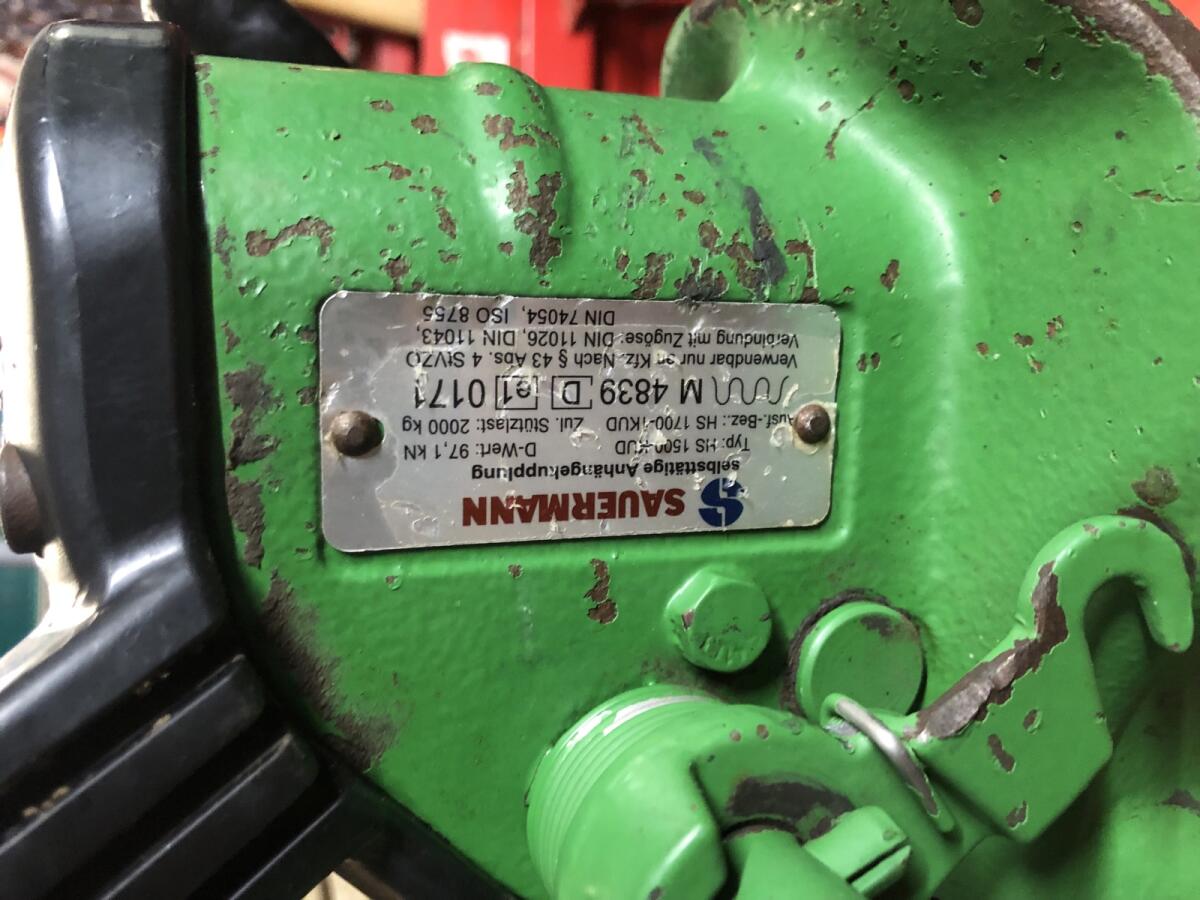 SAUERMANN
selbsttätige Anhängekupplung
Typ: HS 1500-KUD D-Wert: 97,1 kN
Ausf.-Bez.: HS 1700-1KUD Zul. Stützlast: 2000 kg
M 4839 D e1 0171
Verwendbar nur an Kfz. Nach § 43 Abs. 4 StVZO
Verbindung mit Zugöse: DIN 11026, DIN 11043,
DIN 74054, ISO 8755